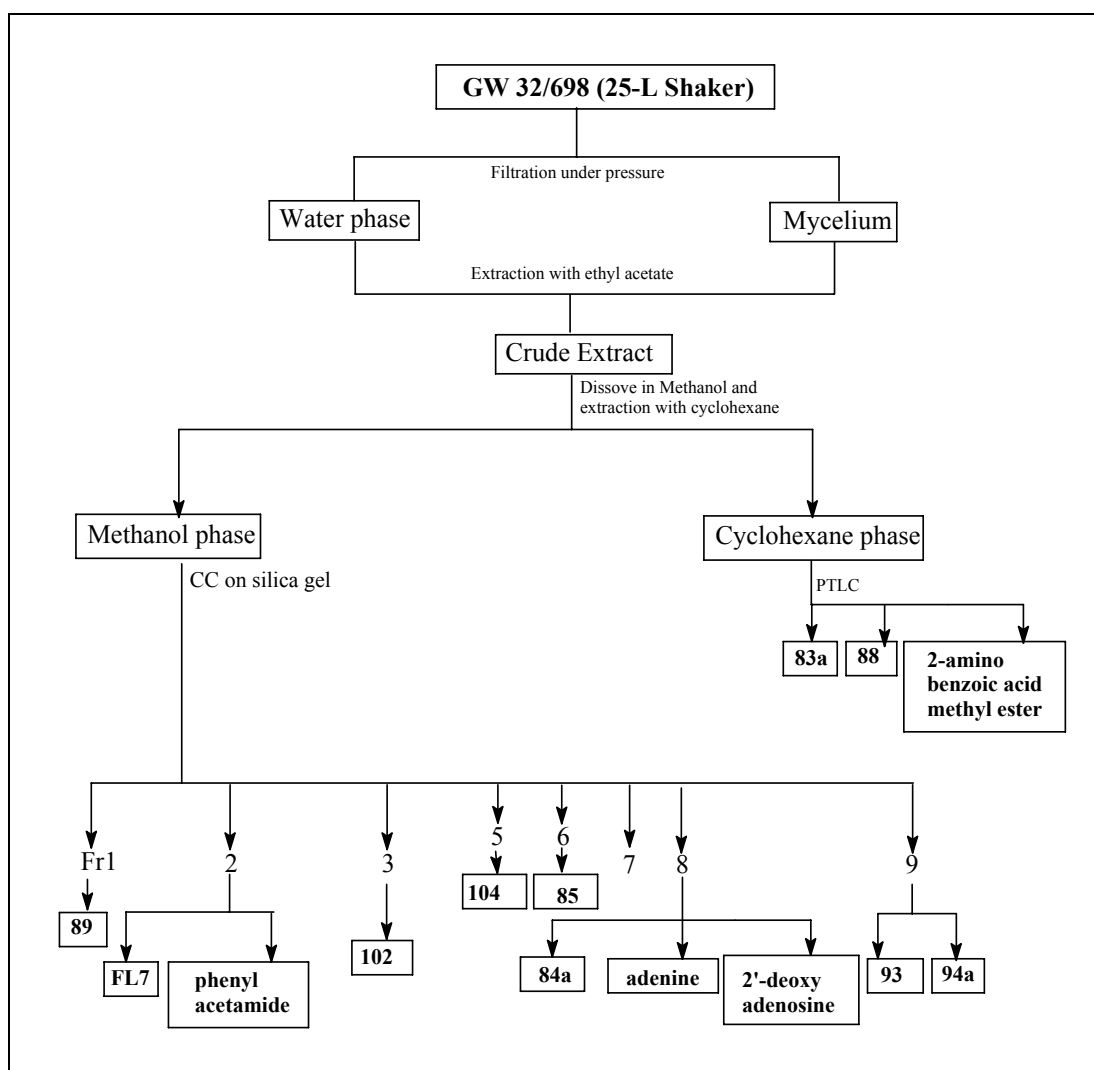 GW 32/698 (25-L Shaker)
Filtration under pressure
Water phase
Mycelium
Extraction with ethyl acetate
Crude Extract
Dissove in Methanol and
extraction with cyclohexane
Methanol phase
Cyclohexane phase
CC on silica gel
PTLC
83a
88
2-amino
benzoic acid
methyl ester
Fr1
2
3
5
6
7
8
9
89
FL7
phenyl
acetamide
102
104
85
84a
adenine
2'-deoxy
adenosine
93
94a